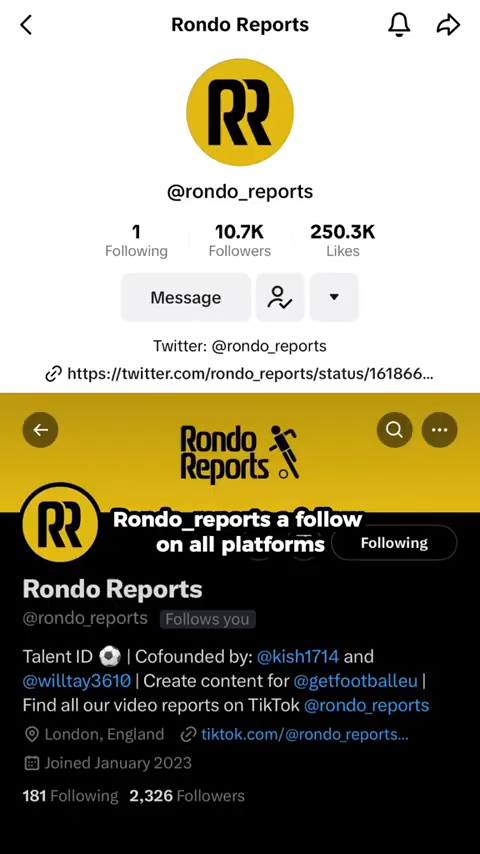 Rondo Reports
RR
@rondo_reports
1 10.7K 250.3K
Following Followers Likes
Message
Twitter: @rondo_reports
https://twitter.com/rondo_reports/status/161866...
Rondo
Reports
RR
Rondo_reports a follow
on all platforms
Following
Rondo Reports
@rondo_reports Follows you
Talent ID ⚽ | Cofounded by: @kish1714 and
@willtay3610 | Create content for @getfootballeu |
Find all our video reports on TikTok @rondo_reports
London, England tiktok.com/@rondo_reports...
Joined January 2023
181 Following 2,326 Followers